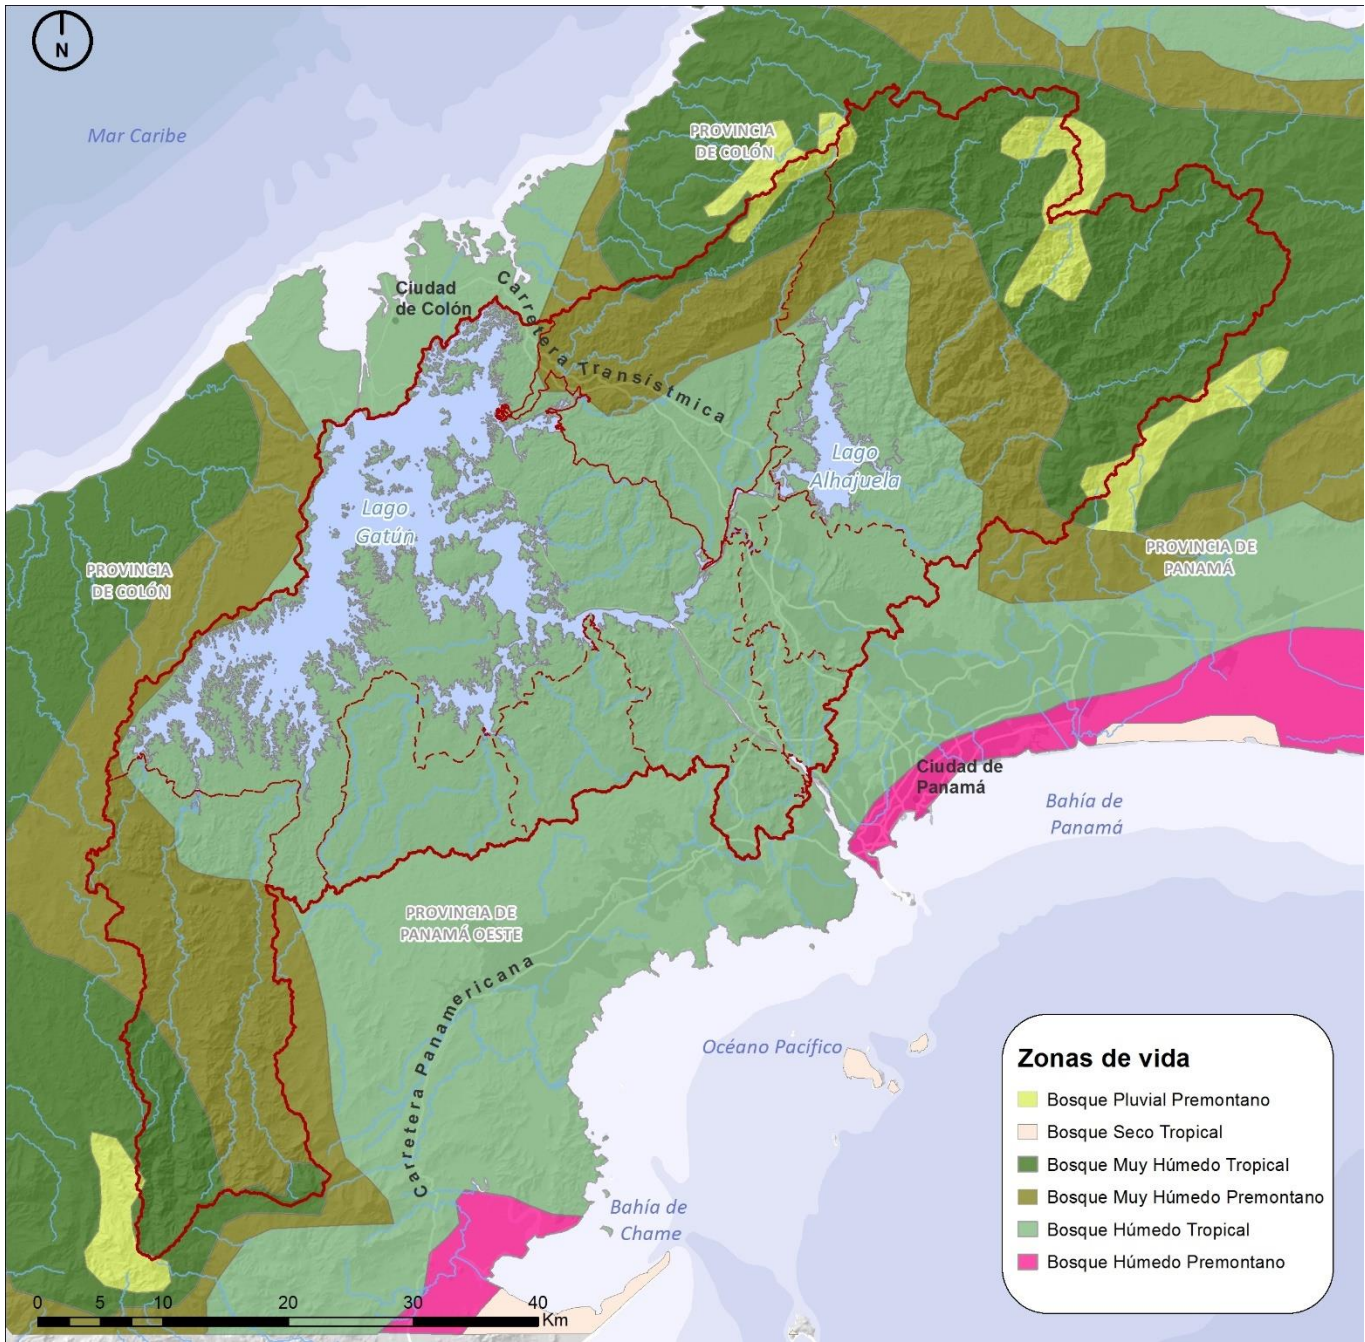 N
Mar Caribe
PROVINCIA
DE COLÓN
Ciudad
de Colón
Carretera Transístmica
Lago
Alhajuela
Lago
Gatún
PROVINCIA
DE COLÓN
PROVINCIA DE
PANAMÁ
Ciudad de
Panamá
Bahía de
Panamá
PROVINCIA DE
PANAMÁ OESTE
Carretera Panamericana
Océano Pacífico
Bahía de
Chame
Zonas de vida
Bosque Pluvial Premontano
Bosque Seco Tropical
Bosque Muy Húmedo Tropical
Bosque Muy Húmedo Premontano
Bosque Húmedo Tropical
Bosque Húmedo Premontano
0 5 10 20 30 40
Km